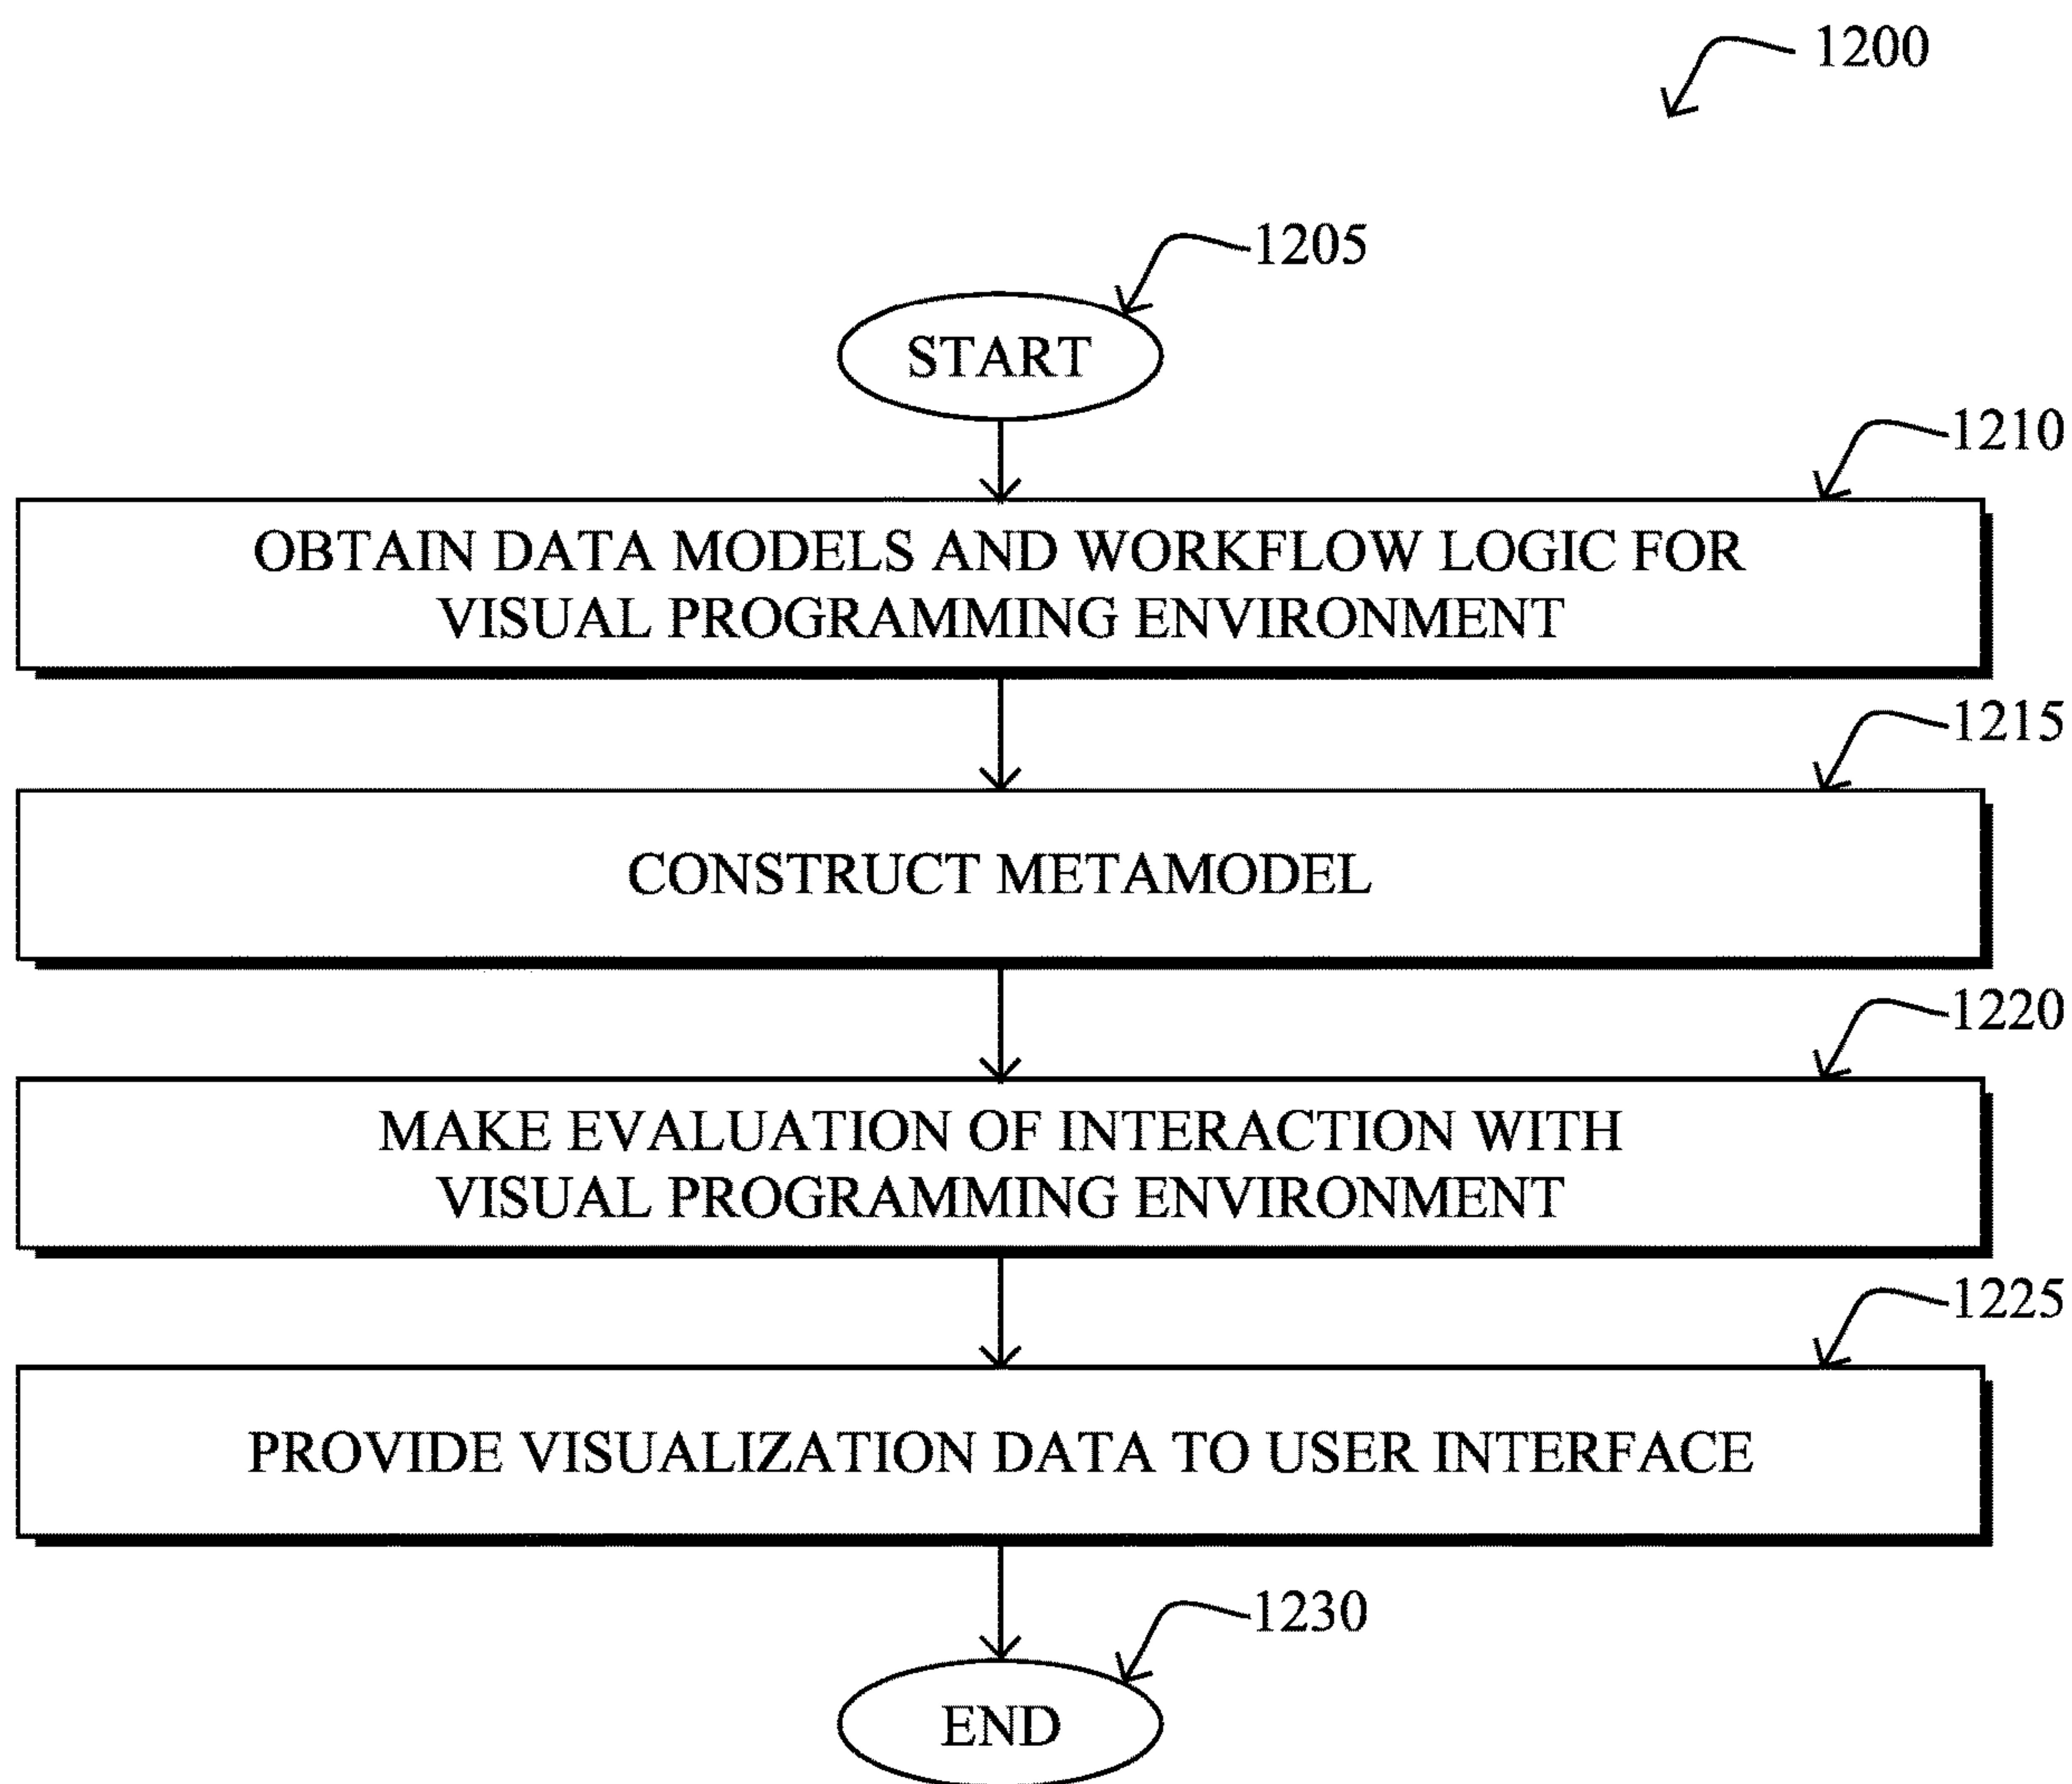 1200
1205
START
1210
OBTAIN DATA MODELS AND WORKFLOW LOGIC FOR
VISUAL PROGRAMMING ENVIRONMENT
1215
CONSTRUCT METAMODEL
1220
MAKE EVALUATION OF INTERACTION WITH
VISUAL PROGRAMMING ENVIRONMENT
1225
PROVIDE VISUALIZATION DATA TO USER INTERFACE
1230
END